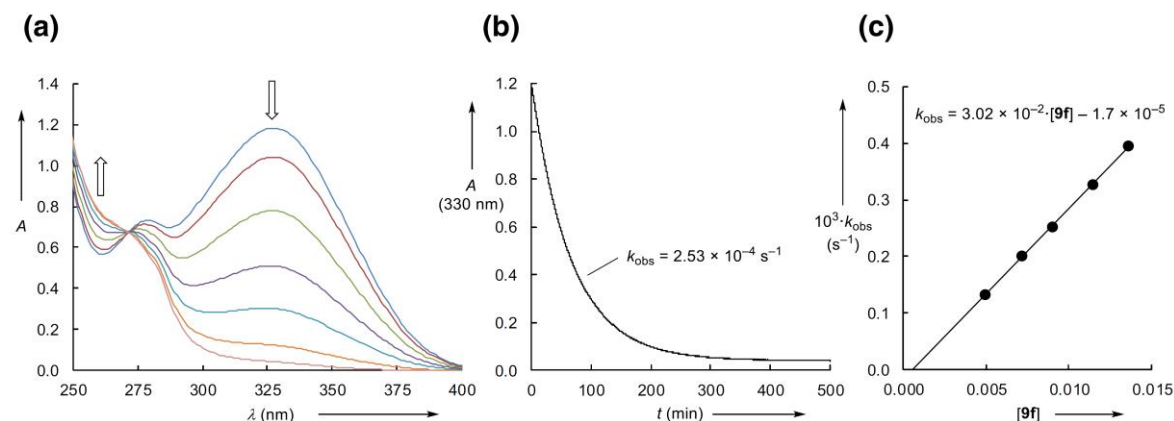 (a)
1.4
1.2
1.0
0.8
0.6
0.4
0.2
0.0
A
250 275 300 325 350 375 400
λ (nm)
(b)
1.2
1.0
0.8
0.6
0.4
0.2
0.0
A
(330 nm)
kobs = 2.53 × 10–4 s–1
0 100 200 300 400 500
t (min)
(c)
0.5
0.4
0.3
0.2
0.1
0.0
103·kobs
(s–1)
kobs = 3.02 × 10–2·[9f] – 1.7 × 10–5
0.000 0.005 0.010 0.015
[9f]